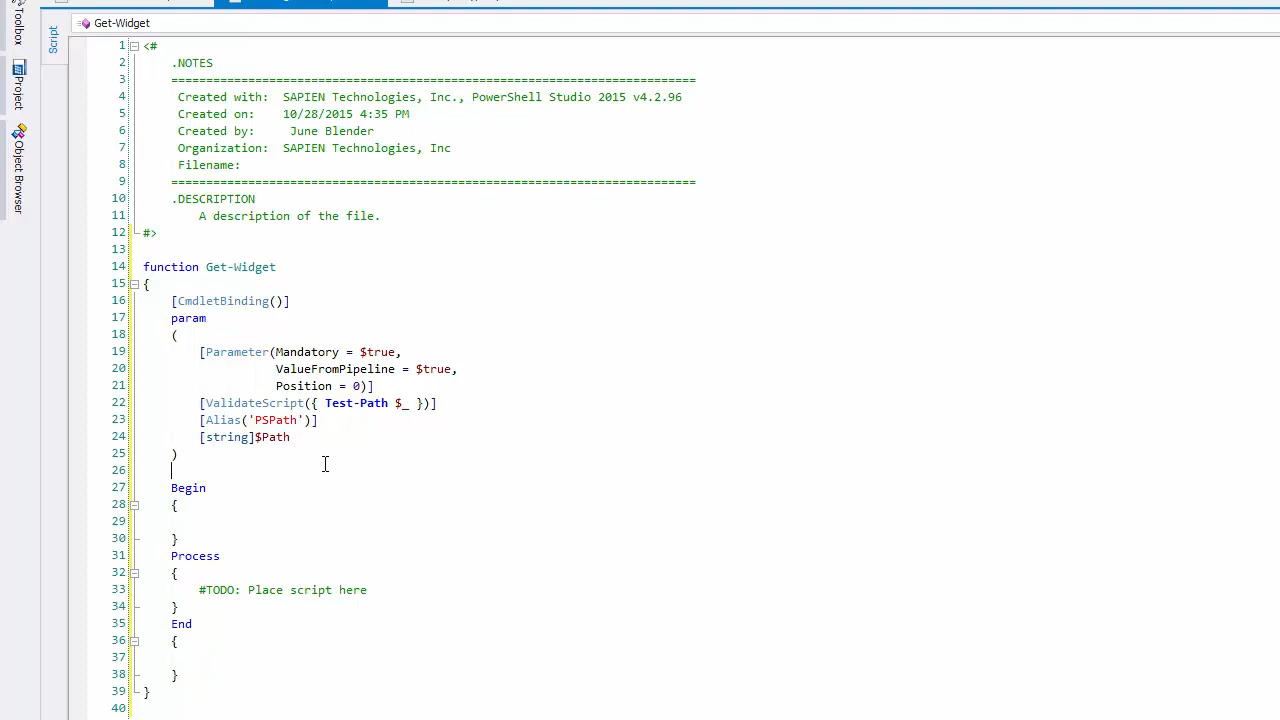 Toolbox
Project
Object Browser
Script
Get-Widget
1 <#
2 .NOTES
3 ===========================================================================
4 Created with: SAPIEN Technologies, Inc., PowerShell Studio 2015 v4.2.96
5 Created on: 10/28/2015 4:35 PM
6 Created by: June Blender
7 Organization: SAPIEN Technologies, Inc
8 Filename:
9 ===========================================================================
10 .DESCRIPTION
11 A description of the file.
12 #>
13
14 function Get-Widget
15 {
16 [CmdletBinding()]
17 param
18 (
19 [Parameter(Mandatory = $true,
20 ValueFromPipeline = $true,
21 Position = 0)]
22 [ValidateScript({ Test-Path $_ })]
23 [Alias('PSPath')]
24 [string]$Path
25 )
26
27 Begin
28 {
29
30 }
31 Process
32 {
33 #TODO: Place script here
34 }
35 End
36 {
37
38 }
39 }
40